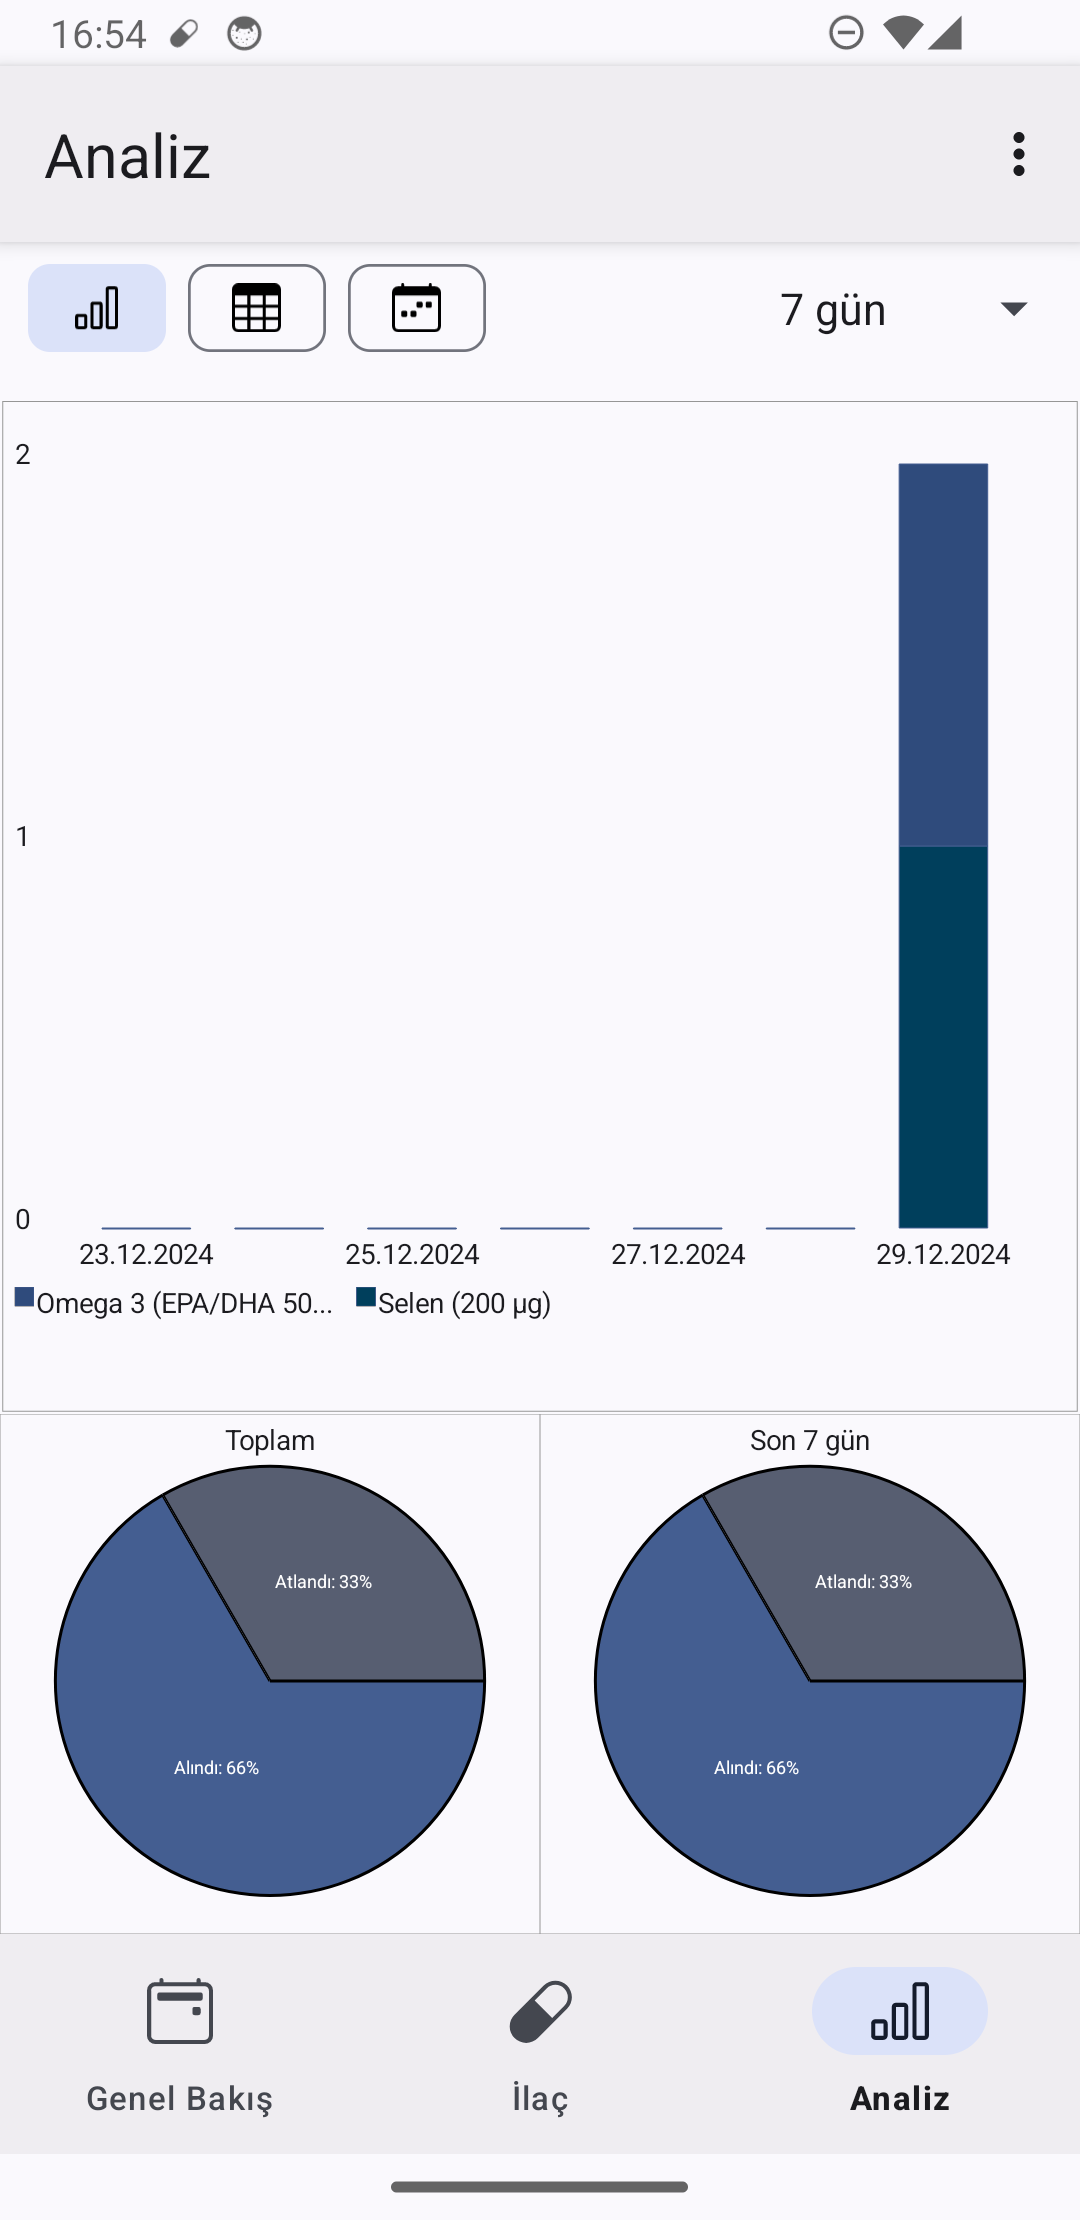 16:54
Analiz
7 gün
2
1
0
23.12.2024 25.12.2024 27.12.2024 29.12.2024
Omega 3 (EPA/DHA 50... Selen (200 µg)
Toplam Son 7 gün
Atlandı: 33% Atlandı: 33%
Alındı: 66% Alındı: 66%
Genel Bakış İlaç Analiz